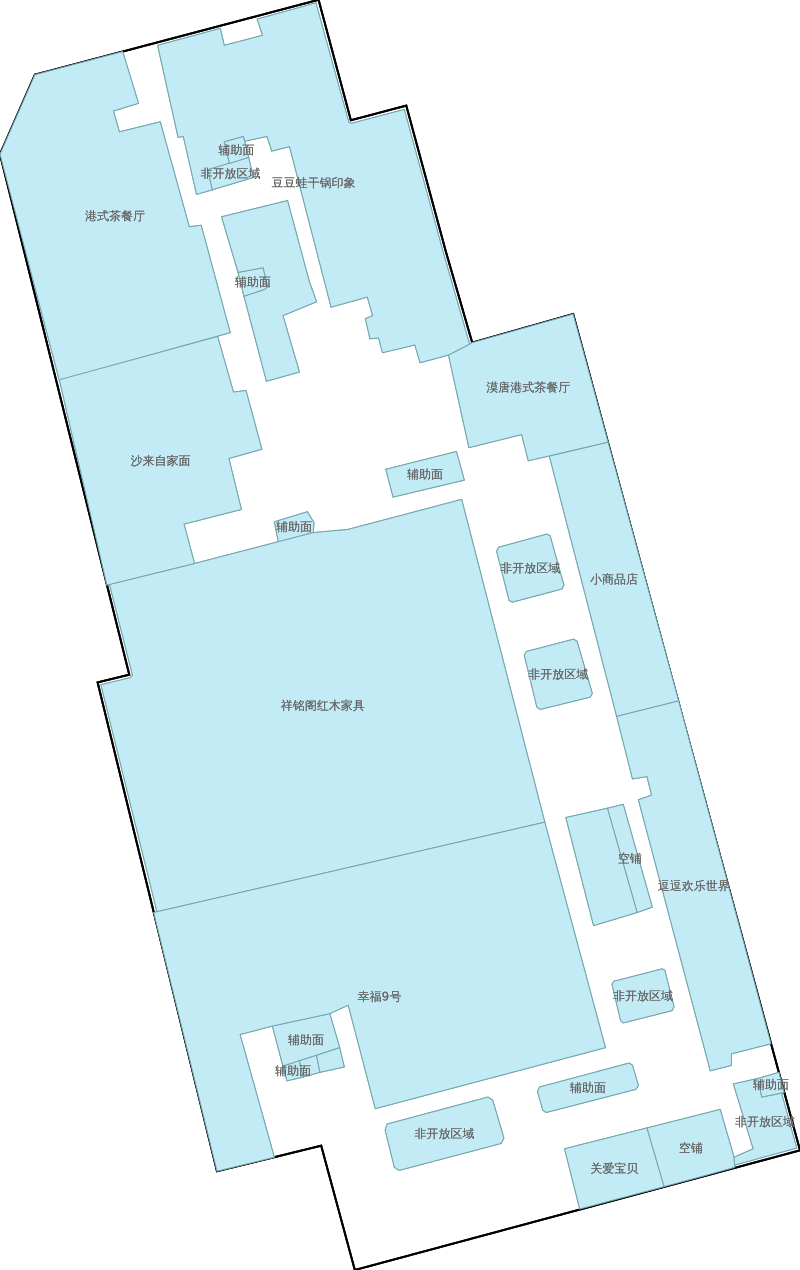 辅助面
非开放区域
豆豆蛙干锅印象
港式茶餐厅
辅助面
漠唐港式茶餐厅
沙来自家面
辅助面
辅助面
非开放区域
小商品店
非开放区域
祥铭阁红木家具
空铺
逗逗欢乐世界
幸福9号
非开放区域
辅助面
辅助面
辅助面
辅助面
非开放区域
非开放区域
空铺
关爱宝贝